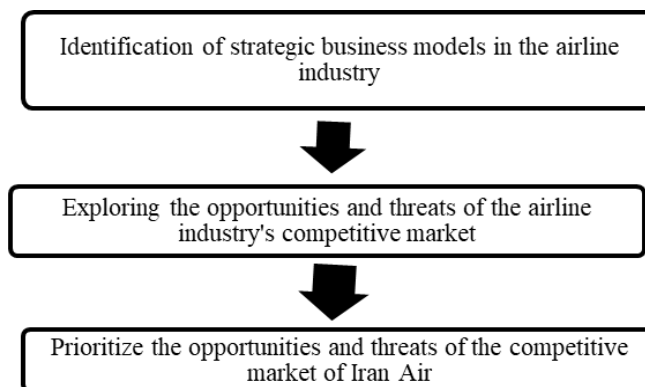 Identification of strategic business models in the airline
industry
Exploring the opportunities and threats of the airline
industry's competitive market
Prioritize the opportunities and threats of the competitive
market of Iran Air